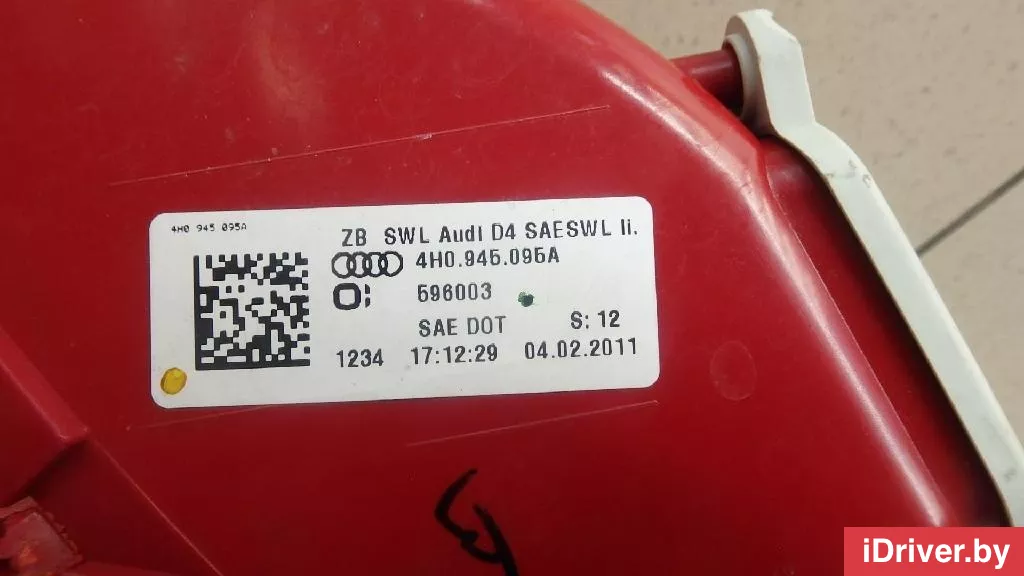 4H0 945 095A
ZB SWL Audi D4 SAESWL li.
4H0.945.095A
596003
SAE DOT S: 12
1234 17:12:29 04.02.2011
iDriver.by